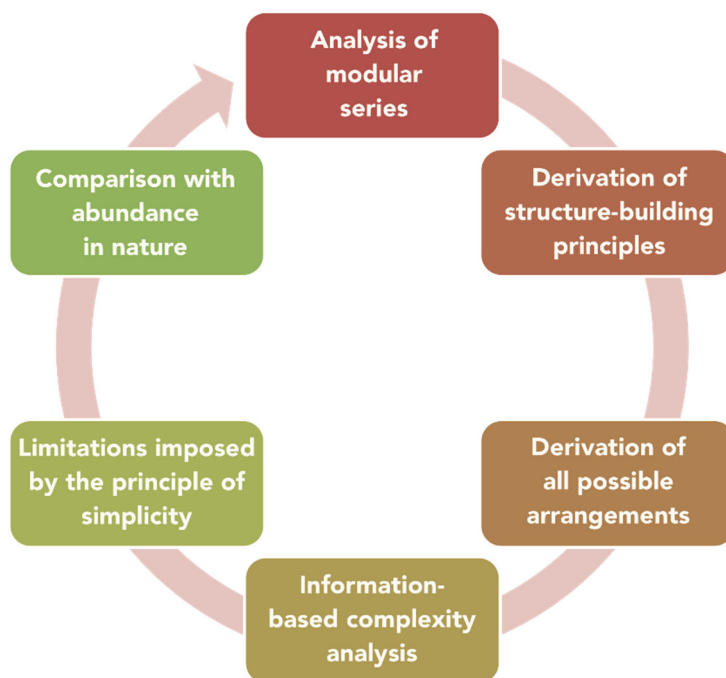 Analysis of
modular
series
Derivation of
structure-building
principles
Derivation of
all possible
arrangements
Information-
based complexity
analysis
Limitations imposed
by the principle of
simplicity
Comparison with
abundance
in nature